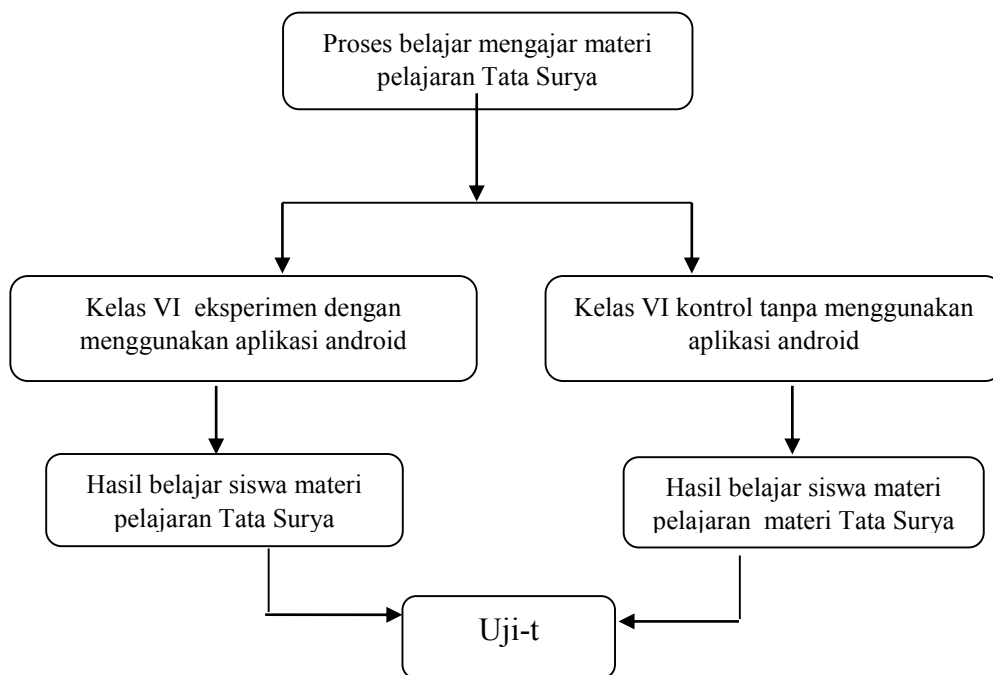 Proses belajar mengajar materi
pelajaran Tata Surya
Kelas VI eksperimen dengan
menggunakan aplikasi android
Kelas VI kontrol tanpa menggunakan
aplikasi android
Hasil belajar siswa materi
pelajaran Tata Surya
Hasil belajar siswa materi
pelajaran materi Tata Surya
Uji-t